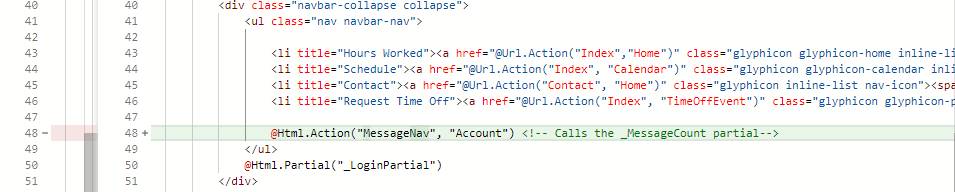 40 40 <div class="navbar-collapse collapse">
41 41 <ul class="nav navbar-nav">
42 42
43 43 <li title="Hours Worked"><a href="@Url.Action("Index","Home")" class="glyphicon glyphicon-home inline-li
44 44 <li title="Schedule"><a href="@Url.Action("Index", "Calendar")" class="glyphicon glyphicon-calendar inli
45 45 <li title="Contact"><a href="@Url.Action("Contact", "Home")" class="glyphicon inline-list nav-icon"><spa
46 46 <li title="Request Time Off"><a href="@Url.Action("Index", "TimeOffEvent")" class="glyphicon glyphicon-p
47 47
48 − 48 + @Html.Action("MessageNav", "Account") <!-- Calls the _MessageCount partial-->
49 49 </ul>
50 50 @Html.Partial("_LoginPartial")
51 51 </div>